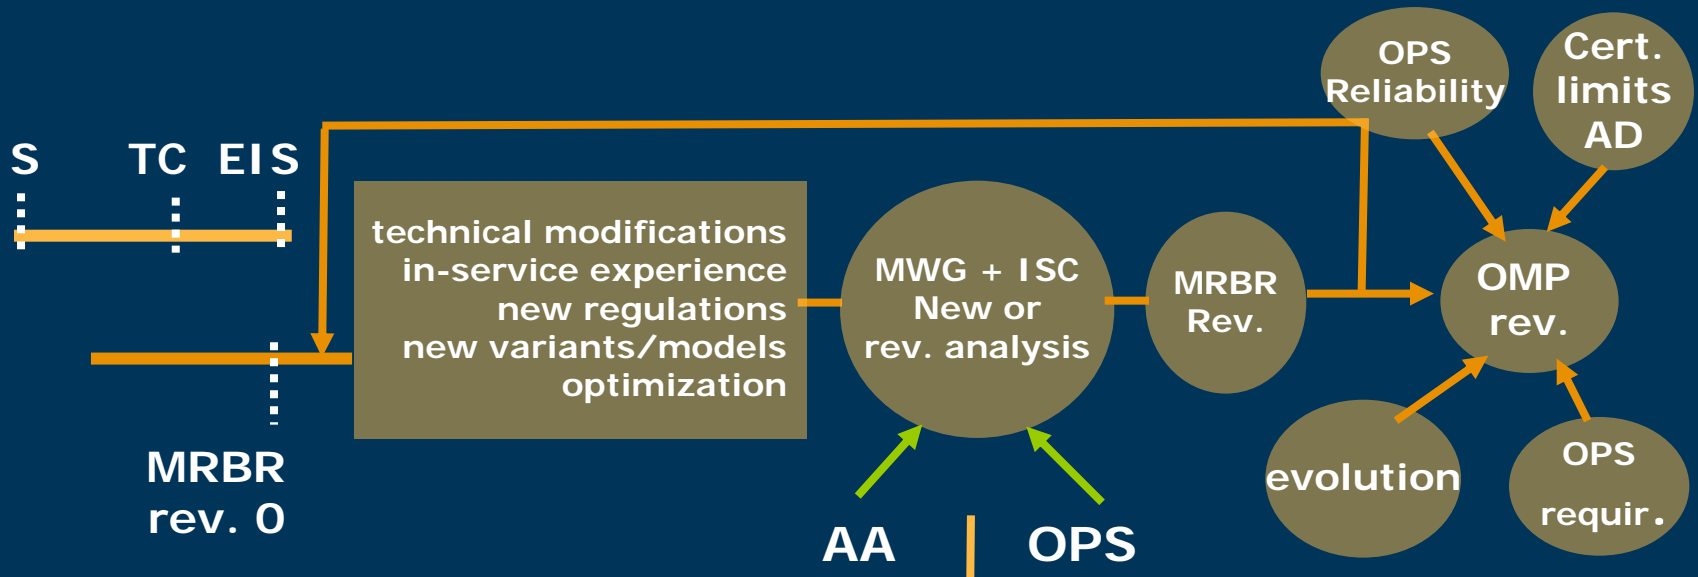 S TC EIS
MRBR
rev. 0
technical modifications
in-service experience
new regulations
new variants/models
optimization
MWG + ISC
New or
rev. analysis
AA OPS
MRBR
Rev.
OPS
Reliability
Cert.
limits
AD
OMP
rev.
evolution
OPS
requir.